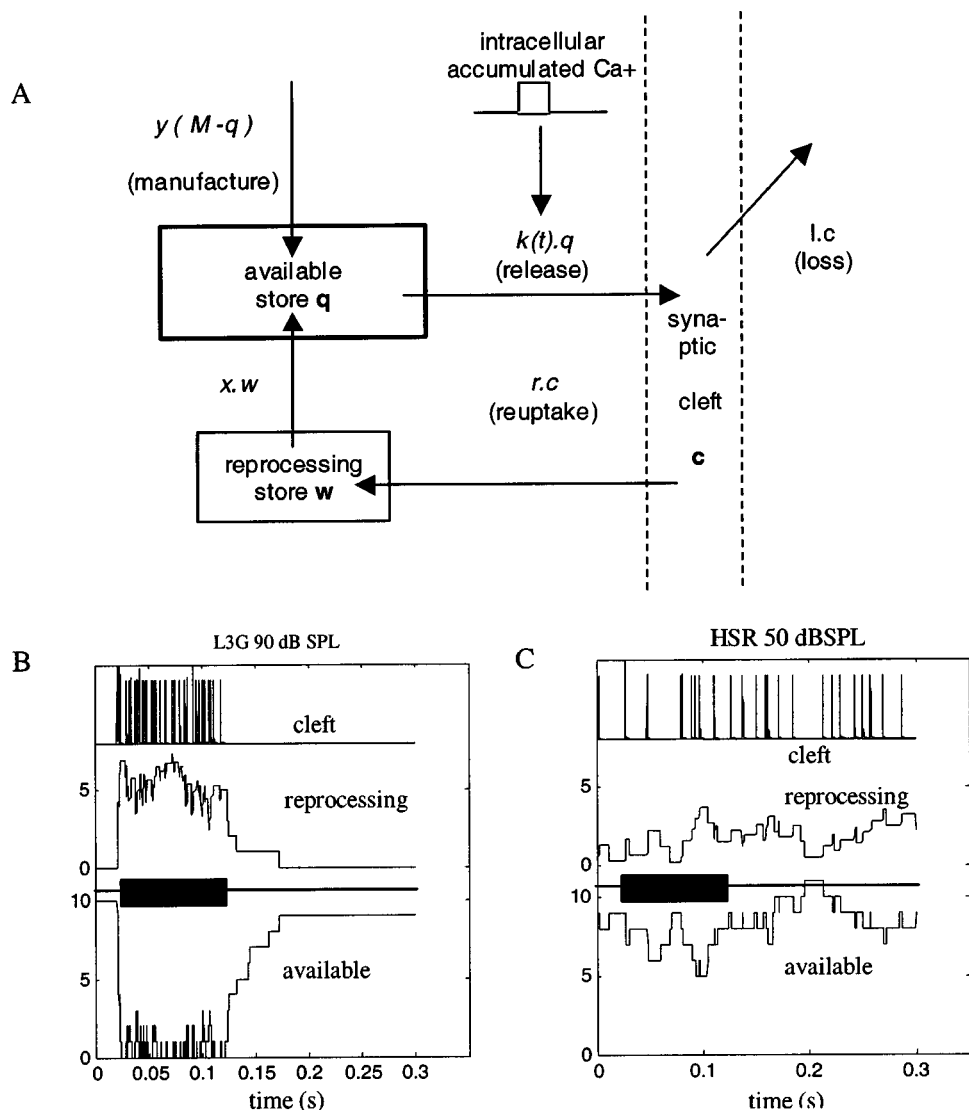 A
intracellular
accumulated Ca+
y ( M -q )
(manufacture)
k(t).q
(release)
l.c
(loss)
available
store q
syna-
ptic
cleft
c
x.w
r.c
(reuptake)
reprocessing
store w
B
L3G 90 dB SPL
cleft
5
reprocessing
0
10
5
available
0
0
0.05
0.1
0.15
0.2
0.25
0.3
time (s)
C
HSR 50 dBSPL
cleft
reprocessing
5
0
10
5
available
0
0
0.1
0.2
0.3
time (s)